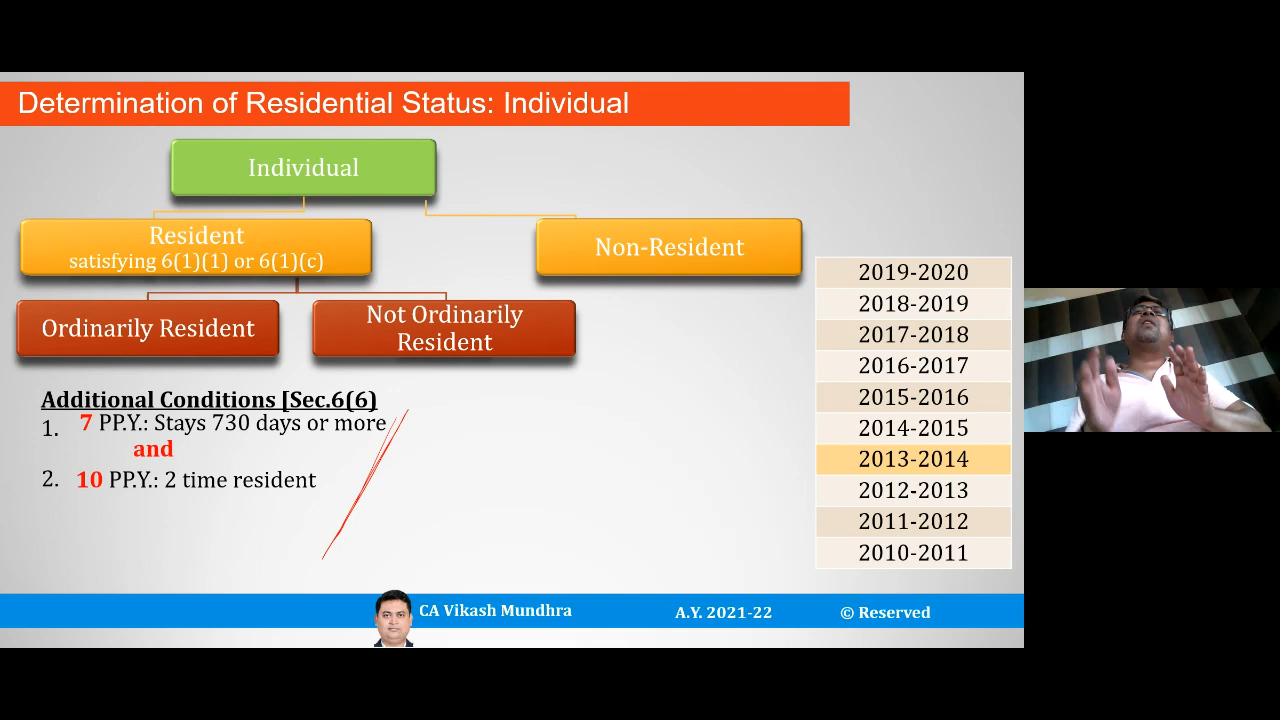 Determination of Residential Status: Individual
Individual
Resident
satisfying 6(1)(1) or 6(1)(c)
Non-Resident
Ordinarily Resident
Not Ordinarily
Resident
Additional Conditions [Sec.6(6)
1. 7 PP.Y.: Stays 730 days or more
and
2. 10 PP.Y.: 2 time resident
2019-2020
2018-2019
2017-2018
2016-2017
2015-2016
2014-2015
2013-2014
2012-2013
2011-2012
2010-2011
CA Vikash Mundhra
A.Y. 2021-22
© Reserved